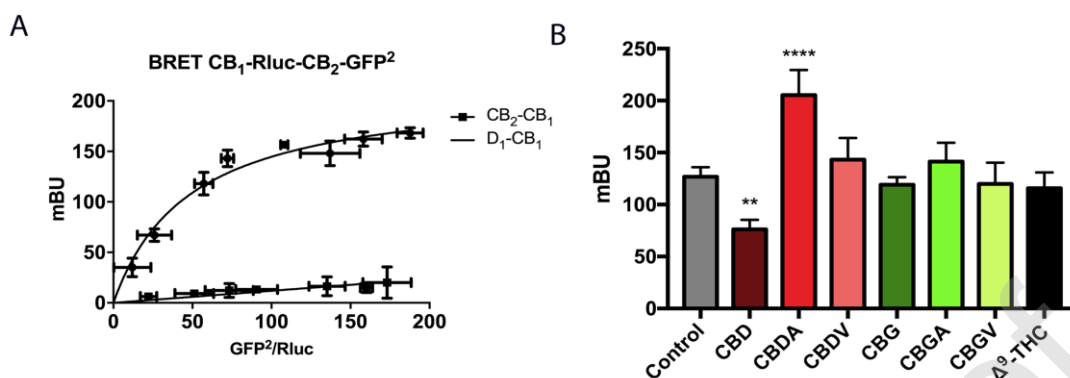 A
BRET CB₁-Rluc-CB₂-GFP²
mBU
200
150
100
50
0
0
50
100
150
200
GFP²/Rluc
CB₂-CB₁
D₁-CB₁
B
mBU
250
200
150
100
50
0
**
****
Control
CBD
CBDA
CBDV
CBG
CBGA
CBGV
Δ⁹-THC